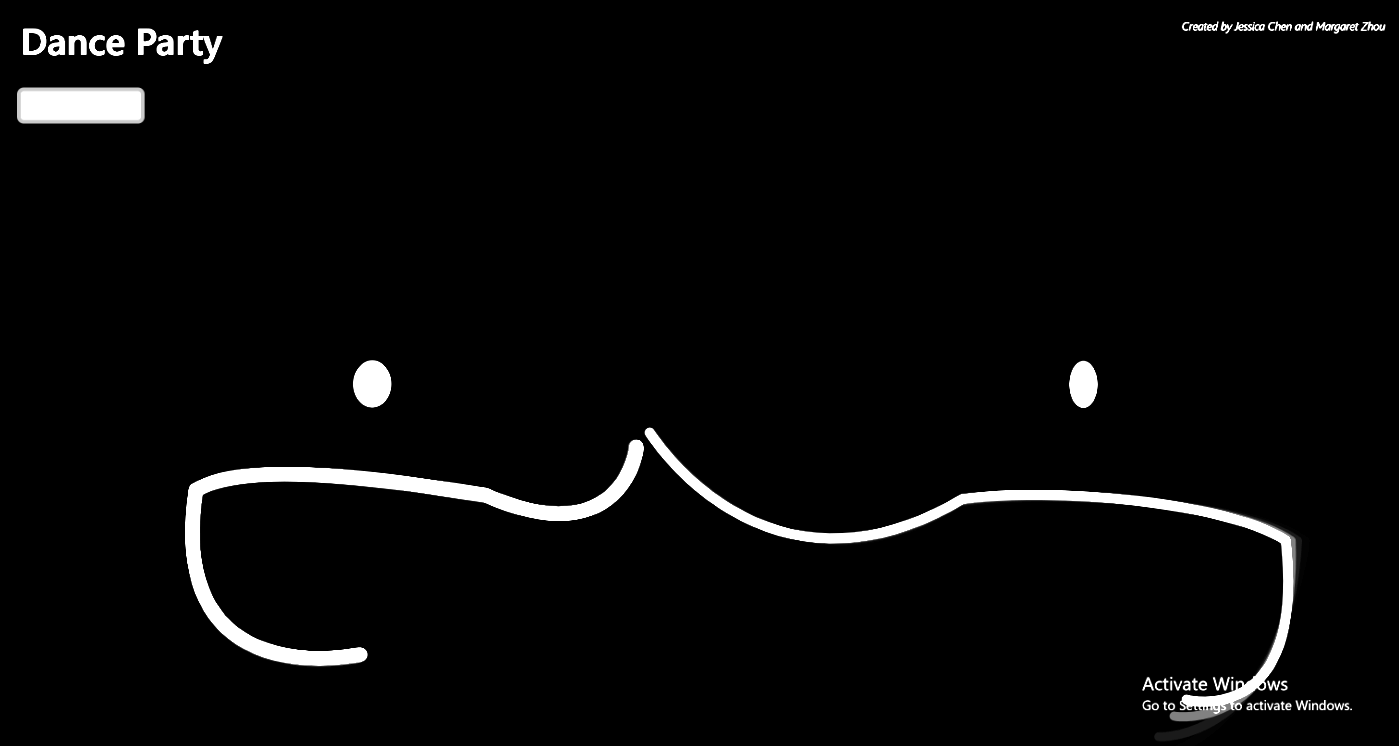 Dance Party
Created by Jessica Chen and Margaret Zhou
Activate Windows
Go to Settings to activate Windows.